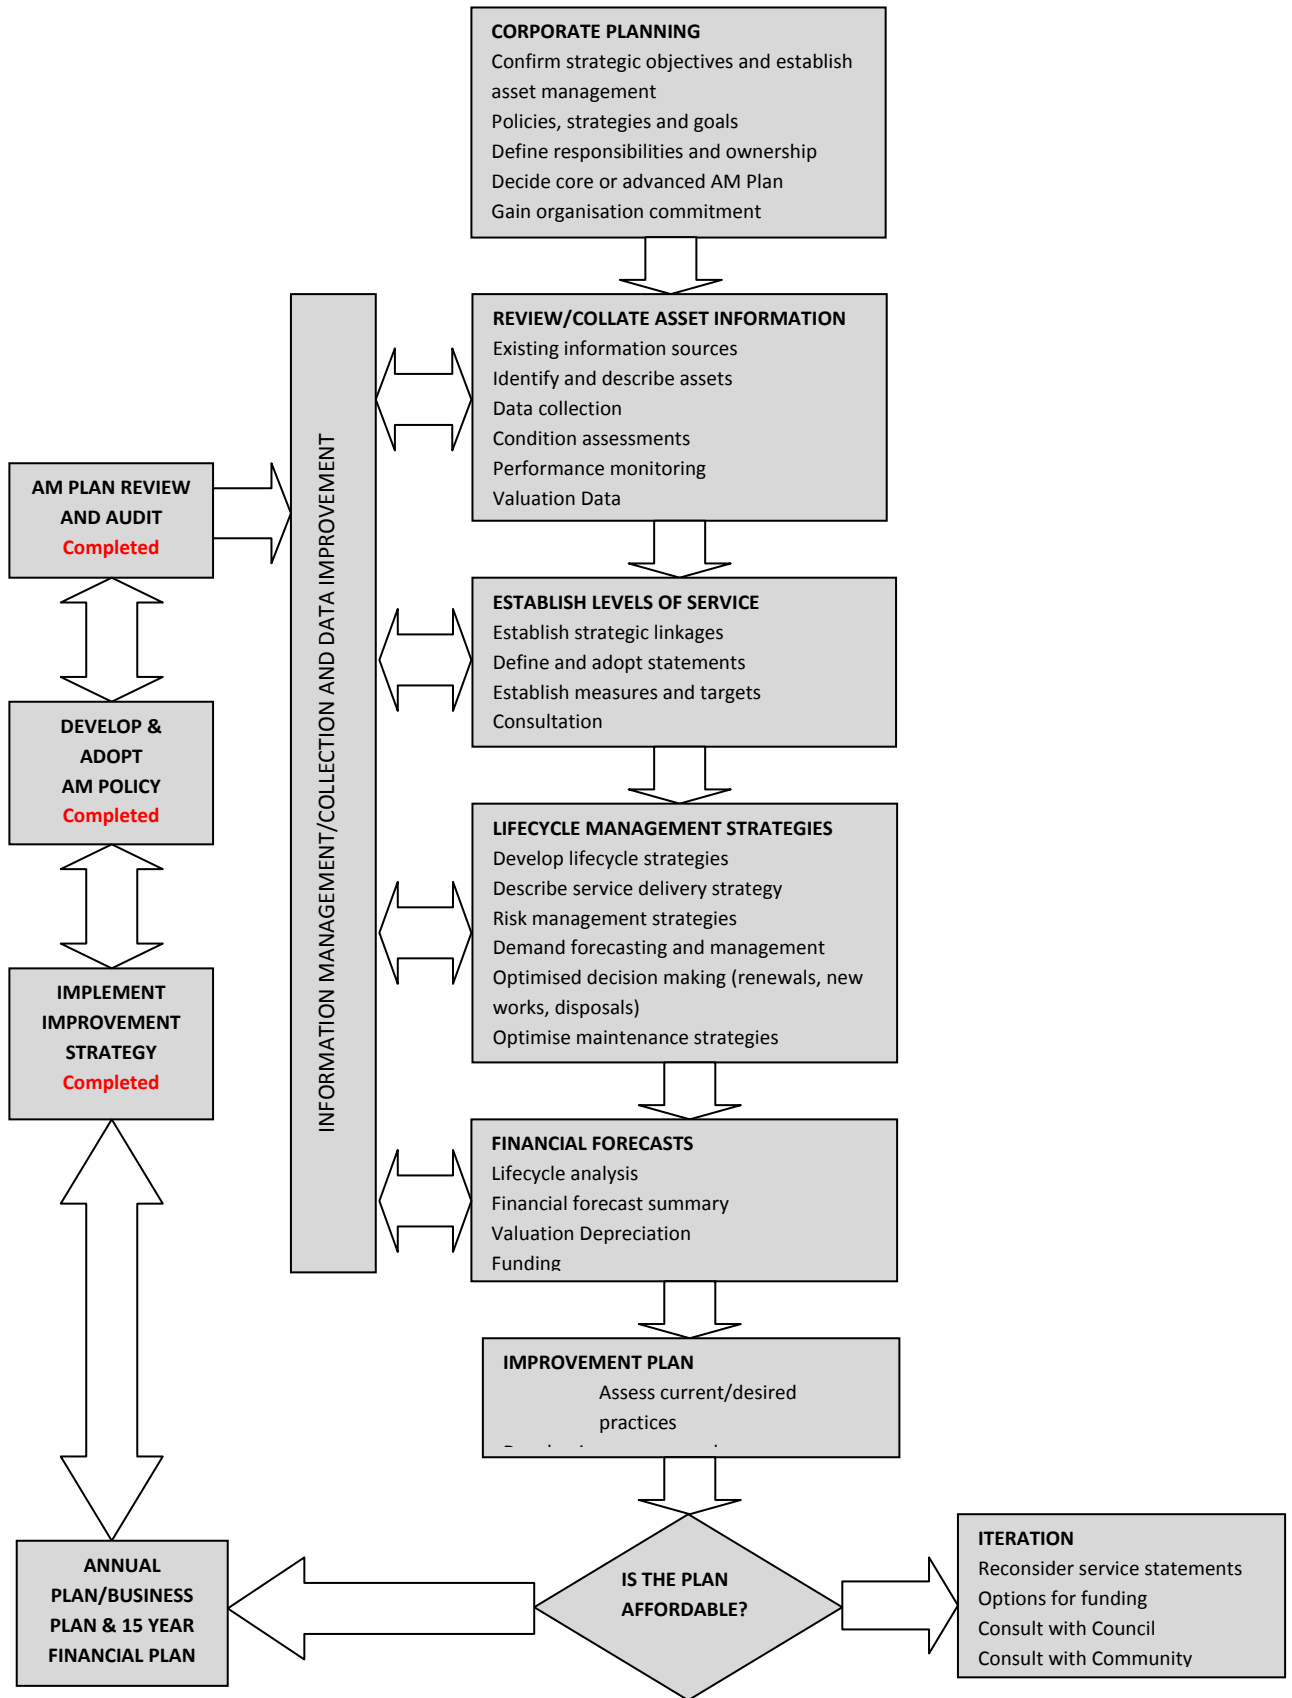 CORPORATE PLANNING
Confirm strategic objectives and establish
asset management
Policies, strategies and goals
Define responsibilities and ownership
Decide core or advanced AM Plan
Gain organisation commitment
REVIEW/COLLATE ASSET INFORMATION
Existing information sources
Identify and describe assets
Data collection
Condition assessments
Performance monitoring
Valuation Data
INFORMATION MANAGEMENT/COLLECTION AND DATA IMPROVEMENT
AM PLAN REVIEW
AND AUDIT
Completed
ESTABLISH LEVELS OF SERVICE
Establish strategic linkages
Define and adopt statements
Establish measures and targets
Consultation
DEVELOP &
ADOPT
AM POLICY
Completed
LIFECYCLE MANAGEMENT STRATEGIES
Develop lifecycle strategies
Describe service delivery strategy
Risk management strategies
Demand forecasting and management
Optimised decision making (renewals, new
works, disposals)
Optimise maintenance strategies
IMPLEMENT
IMPROVEMENT
STRATEGY
Completed
FINANCIAL FORECASTS
Lifecycle analysis
Financial forecast summary
Valuation Depreciation
Funding
IMPROVEMENT PLAN
Assess current/desired
practices
IS THE PLAN
AFFORDABLE?
ANNUAL
PLAN/BUSINESS
PLAN & 15 YEAR
FINANCIAL PLAN
ITERATION
Reconsider service statements
Options for funding
Consult with Council
Consult with Community